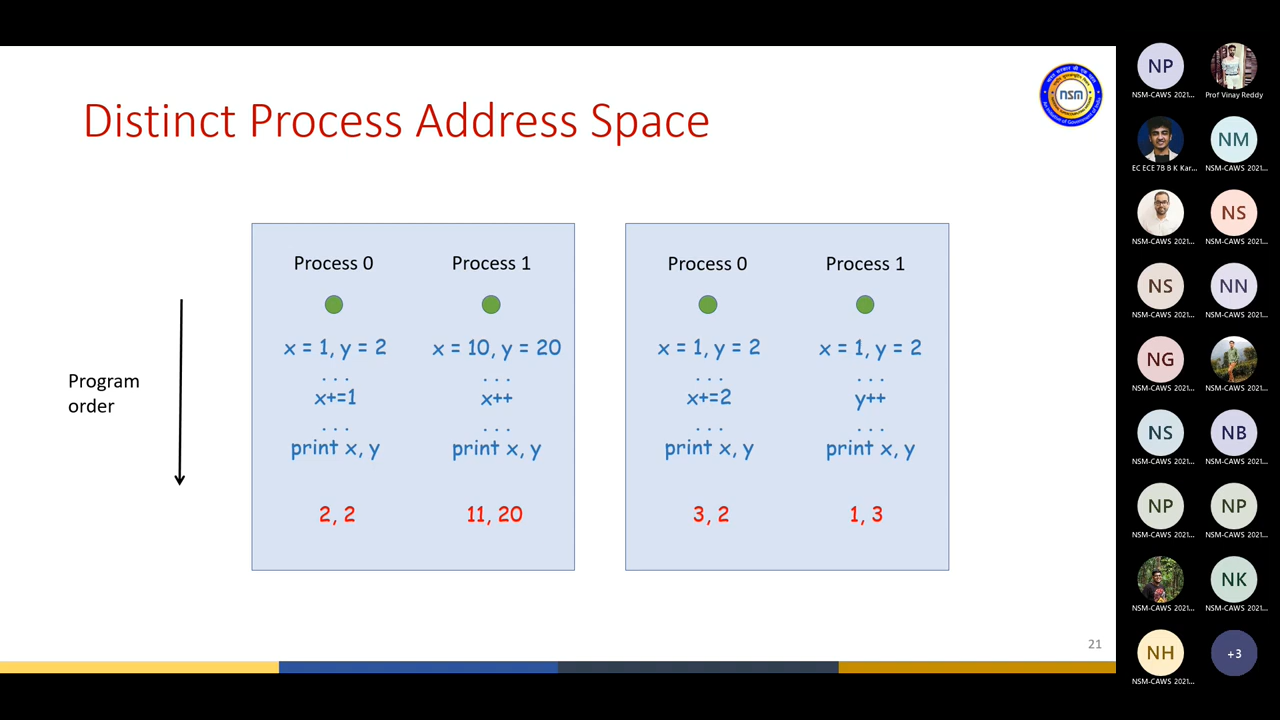 Distinct Process Address Space
nsm
Process 0
Process 1
x = 1, y = 2
x = 10, y = 20
. . .
. . .
x+=1
x++
. . .
. . .
print x, y
print x, y
2, 2
11, 20
Process 0
Process 1
x = 1, y = 2
x = 1, y = 2
. . .
. . .
x+=2
y++
. . .
. . .
print x, y
print x, y
3, 2
1, 3
Program
order
21
NP
NSM-CAWS 2021...
Prof Vinay Reddy
EC ECE 7B B K Kar...
NM
NSM-CAWS 2021...
NSM-CAWS 2021...
NS
NSM-CAWS 2021...
NS
NSM-CAWS 2021...
NN
NSM-CAWS 2021...
NG
NSM-CAWS 2021...
NSM-CAWS 2021...
NS
NSM-CAWS 2021...
NB
NSM-CAWS 2021...
NP
NSM-CAWS 2021...
NP
NSM-CAWS 2021...
NSM-CAWS 2021...
NK
NSM-CAWS 2021...
NH
NSM-CAWS 2021...
+3